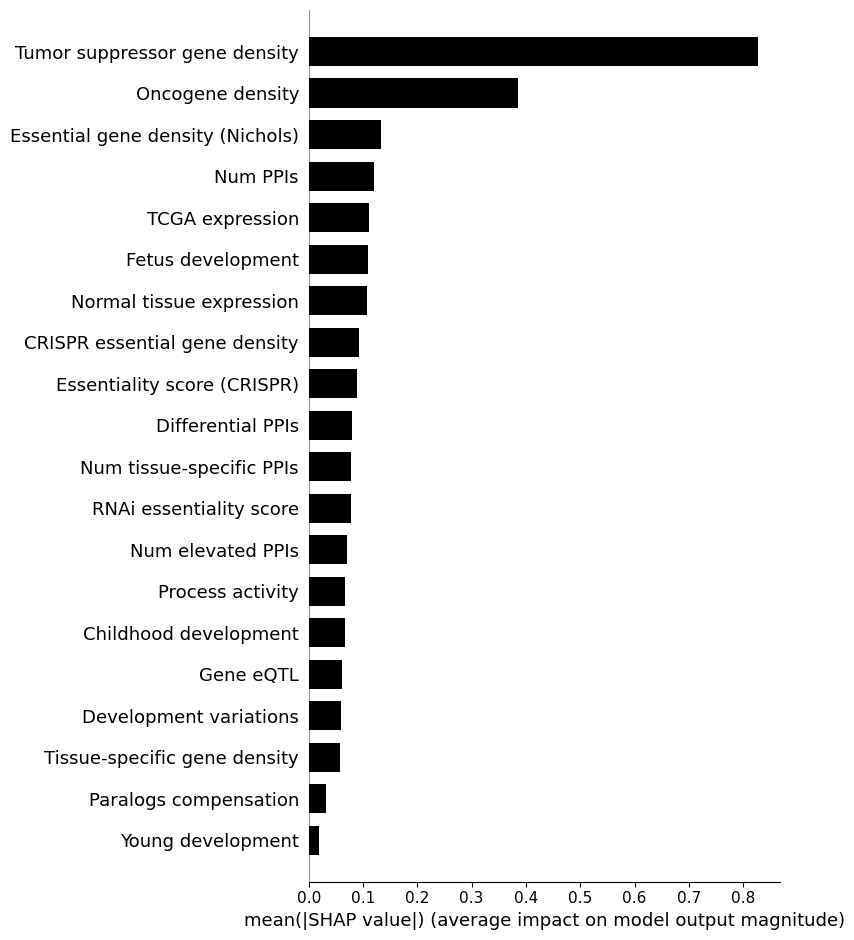 Tumor suppressor gene density
Oncogene density
Essential gene density (Nichols)
Num PPIs
TCGA expression
Fetus development
Normal tissue expression
CRISPR essential gene density
Essentiality score (CRISPR)
Differential PPIs
Num tissue-specific PPIs
RNAi essentiality score
Num elevated PPIs
Process activity
Childhood development
Gene eQTL
Development variations
Tissue-specific gene density
Paralogs compensation
Young development
0.0 0.1 0.2 0.3 0.4 0.5 0.6 0.7 0.8
mean(|SHAP value|) (average impact on model output magnitude)